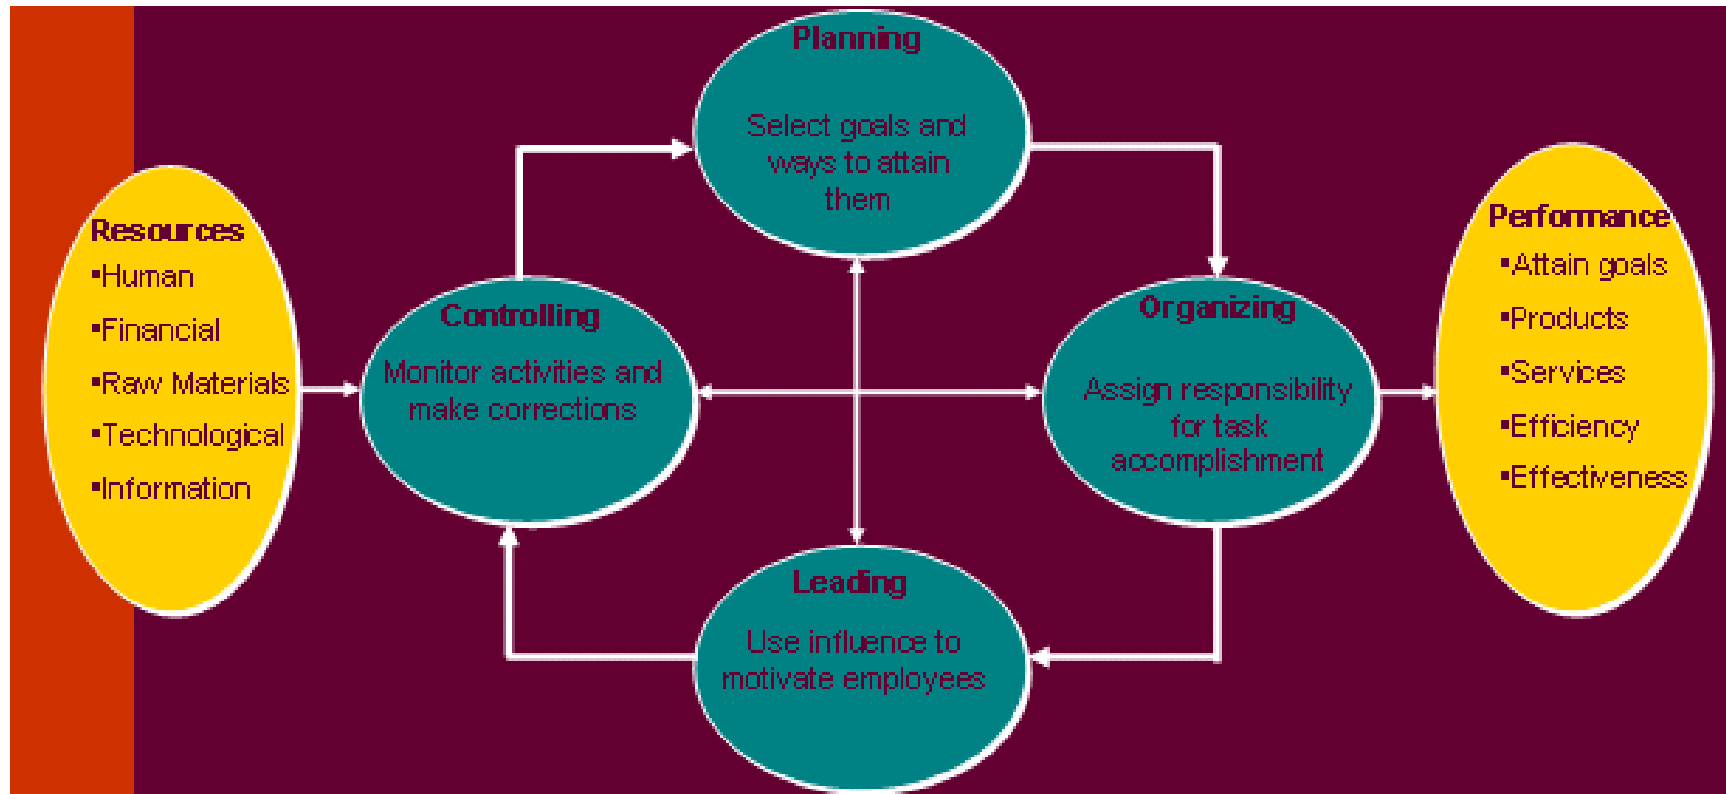 Planning
Select goals and
ways to attain
them
Resources
▪Human
▪Financial
▪Raw Materials
▪Technological
▪Information
Controlling
Monitor activities and
make corrections
Organizing
Assign responsibility
for task
accomplishment
Performance
▪Attain goals
▪Products
▪Services
▪Efficiency
▪Effectiveness
Leading
Use influence to
motivate employees